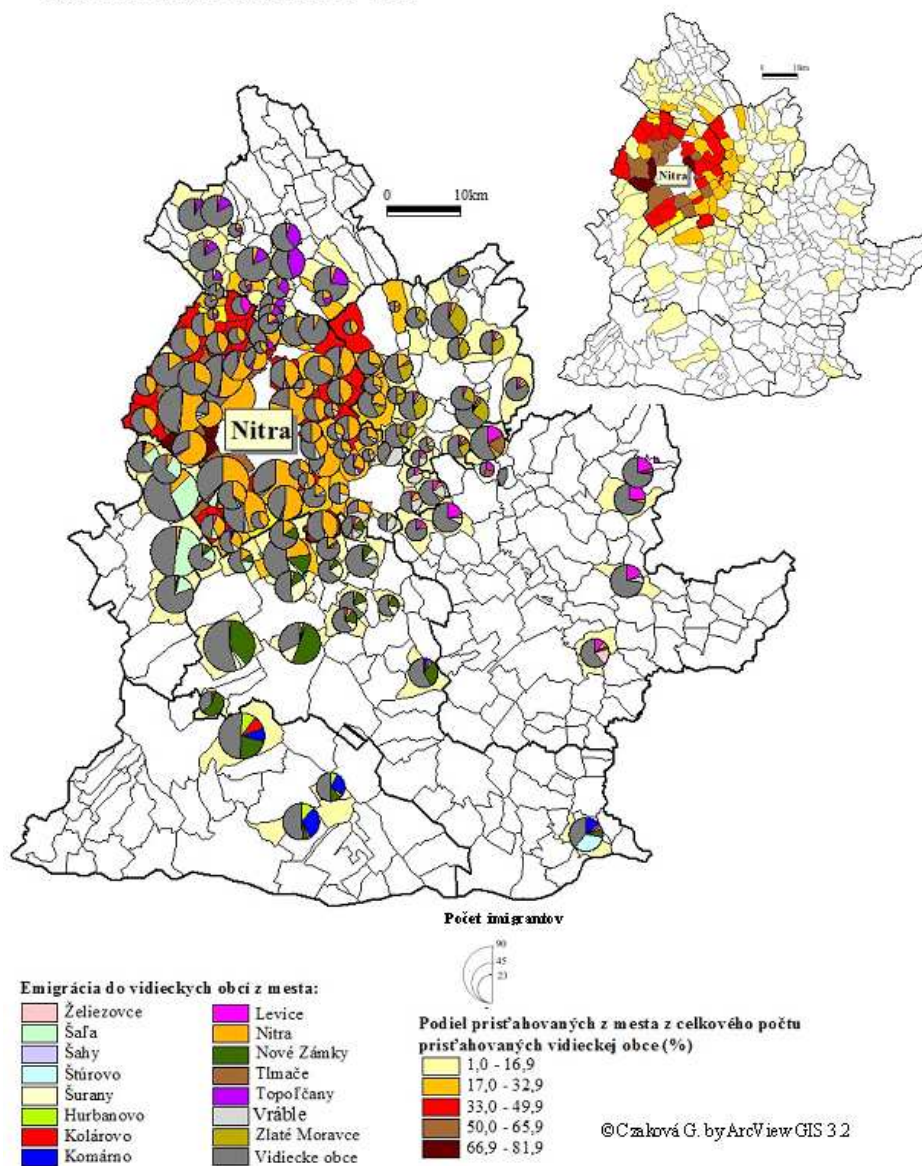 0 10km
Nitra
0 10km
Nitra
Počet imigrantov
90
45
23
Emigrácia do vidieckych obcí z mesta:
Želiezovce
Šaľa
Šahy
Štúrovo
Šurany
Hurbanovo
Kolárovo
Komárno
Levice
Nitra
Nové Zámky
Tlmače
Topoľčany
Vráble
Zlaté Moravce
Vidiecke obce
Podiel prisťahovaných z mesta z celkového počtu
prisťahovaných vidieckej obce (%)
1,0 - 16,9
17,0 - 32,9
33,0 - 49,9
50,0 - 65,9
66,9 - 81,9
©Czaková G. by ArcView GIS 3.2